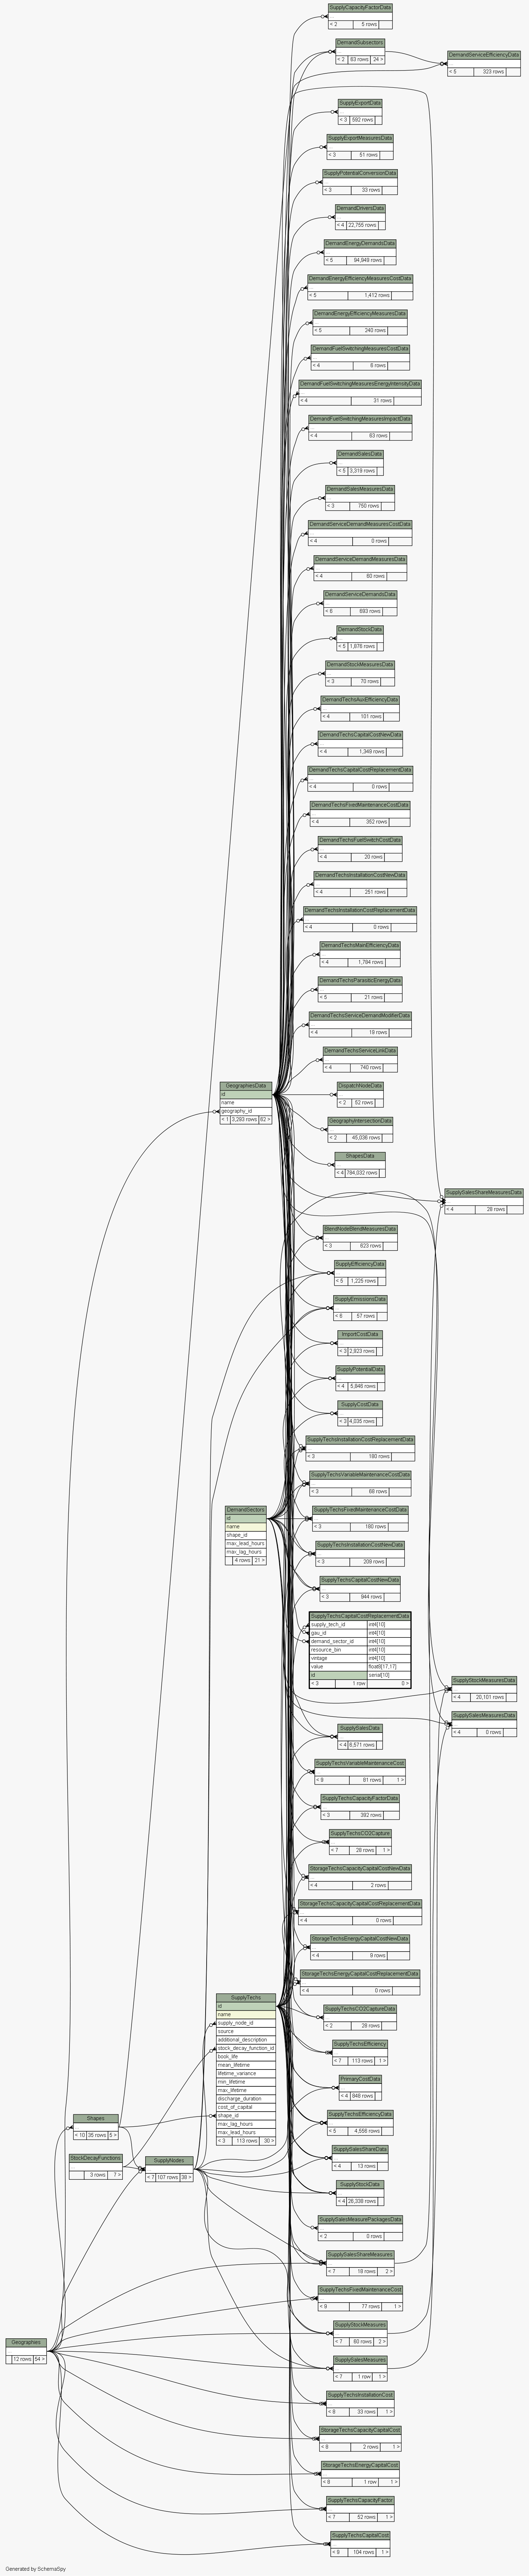 SupplyCapacityFactorData
...
< 2 5 rows
DemandSubsectors
...
< 2 83 rows 24 >
DemandServiceEfficiencyData
...
< 5 323 rows
SupplyExportData
...
< 3 592 rows
SupplyExportMeasuresData
...
< 3 51 rows
SupplyPotentialConversionData
...
< 3 33 rows
DemandDriversData
...
< 4 22,755 rows
DemandEnergyDemandsData
...
< 5 94,949 rows
DemandEnergyEfficiencyMeasuresCostData
...
< 5 1,412 rows
DemandEnergyEfficiencyMeasuresData
...
< 5 240 rows
DemandFuelSwitchingMeasuresCostData
...
< 4 8 rows
DemandFuelSwitchingMeasuresEnergyIntensityData
...
< 4 31 rows
DemandFuelSwitchingMeasuresImpactData
...
< 4 63 rows
DemandSalesData
...
< 5 3,319 rows
DemandSalesMeasuresData
...
< 3 750 rows
DemandServiceDemandMeasuresCostData
...
< 4 0 rows
DemandServiceDemandMeasuresData
...
< 4 60 rows
DemandServiceDemandsData
...
< 6 693 rows
DemandStockData
...
< 5 1,876 rows
DemandStockMeasuresData
...
< 3 70 rows
DemandTechsAuxEfficiencyData
...
< 4 101 rows
DemandTechsCapitalCostNewData
...
< 4 1,349 rows
DemandTechsCapitalCostReplacementData
...
< 4 0 rows
DemandTechsFixedMaintenanceCostData
...
< 4 352 rows
DemandTechsFuelSwitchCostData
...
< 4 20 rows
DemandTechsInstallationCostNewData
...
< 4 251 rows
DemandTechsInstallationCostReplacementData
...
< 4 0 rows
DemandTechsMainEfficiencyData
...
< 4 1,794 rows
DemandTechsParasiticEnergyData
...
< 5 21 rows
DemandTechsServiceDemandModifierData
...
< 4 19 rows
DemandTechsServiceLinkData
...
< 4 740 rows
GeographiesData
id
name
geography_id
< 1 3,293 rows 62 >
DispatchNodeData
...
< 2 52 rows
GeographyIntersectionData
...
< 2 45,036 rows
ShapesData
...
< 4 784,032 rows
SupplySalesShareMeasuresData
...
< 4 28 rows
BlendNodeBlendMeasuresData
...
< 3 623 rows
SupplyEfficiencyData
...
< 5 1,225 rows
SupplyEmissionsData
...
< 6 57 rows
ImportCostData
...
< 3 2,823 rows
SupplyPotentialData
...
< 4 5,846 rows
SupplyCostData
...
< 3 4,035 rows
SupplyTechsInstallationCostReplacementData
...
< 3 180 rows
SupplyTechsVariableMaintenanceCostData
...
< 3 68 rows
DemandSectors
id
name
shape_id
max_lead_hours
max_lag_hours
4 rows 21 >
SupplyTechsFixedMaintenanceCostData
...
< 3 180 rows
SupplyTechsInstallationCostNewData
...
< 3 209 rows
SupplyTechsCapitalCostNewData
...
< 3 944 rows
SupplyTechsCapitalCostReplacementData
supply_tech_id int4[10]
gau_id int4[10]
demand_sector_id int4[10]
resource_bin int4[10]
vintage int4[10]
value float8[17,17]
id serial[10]
< 3 1 row 0 >
SupplyStockMeasuresData
...
< 4 20,101 rows
SupplySalesMeasuresData
...
< 4 0 rows
SupplySalesData
...
< 4 6,571 rows
SupplyTechsVariableMaintenanceCost
...
< 8 81 rows 1 >
SupplyTechsCapacityFactorData
...
< 3 392 rows
SupplyTechsCO2Capture
...
< 7 28 rows 1 >
StorageTechsCapacityCapitalCostNewData
...
< 4 2 rows
StorageTechsCapacityCapitalCostReplacementData
...
< 4 0 rows
StorageTechsEnergyCapitalCostNewData
...
< 4 9 rows
StorageTechsEnergyCapitalCostReplacementData
...
< 4 0 rows
SupplyTechs
id
name
supply_node_id
source
additional_description
stock_decay_function_id
book_life
mean_lifetime
lifetime_variance
min_lifetime
max_lifetime
discharge_duration
cost_of_capital
shape_id
max_lag_hours
max_lead_hours
< 3 113 rows 30 >
SupplyTechsCO2CaptureData
...
< 2 28 rows
SupplyTechsEfficiency
...
< 7 113 rows 1 >
PrimaryCostData
...
< 4 848 rows
SupplyTechsEfficiencyData
...
< 5 4,556 rows
Shapes
...
< 10 35 rows 5 >
SupplySalesShareData
...
< 4 13 rows
StockDecayFunctions
...
3 rows 7 >
SupplyNodes
...
< 7 107 rows 38 >
SupplyStockData
...
< 4 26,338 rows
SupplySalesMeasurePackagesData
...
< 2 0 rows
SupplySalesShareMeasures
...
< 7 19 rows 2 >
SupplyTechsFixedMaintenanceCost
...
< 9 77 rows 1 >
SupplyStockMeasures
...
< 7 60 rows 2 >
Geographies
...
12 rows 54 >
SupplySalesMeasures
...
< 7 1 row 1 >
SupplyTechsInstallationCost
...
< 8 33 rows 1 >
StorageTechsCapacityCapitalCost
...
< 8 2 rows 1 >
StorageTechsEnergyCapitalCost
...
< 8 1 row 1 >
SupplyTechsCapacityFactor
...
< 7 52 rows 1 >
SupplyTechsCapitalCost
...
< 9 104 rows 1 >
Generated by SchemaSpy